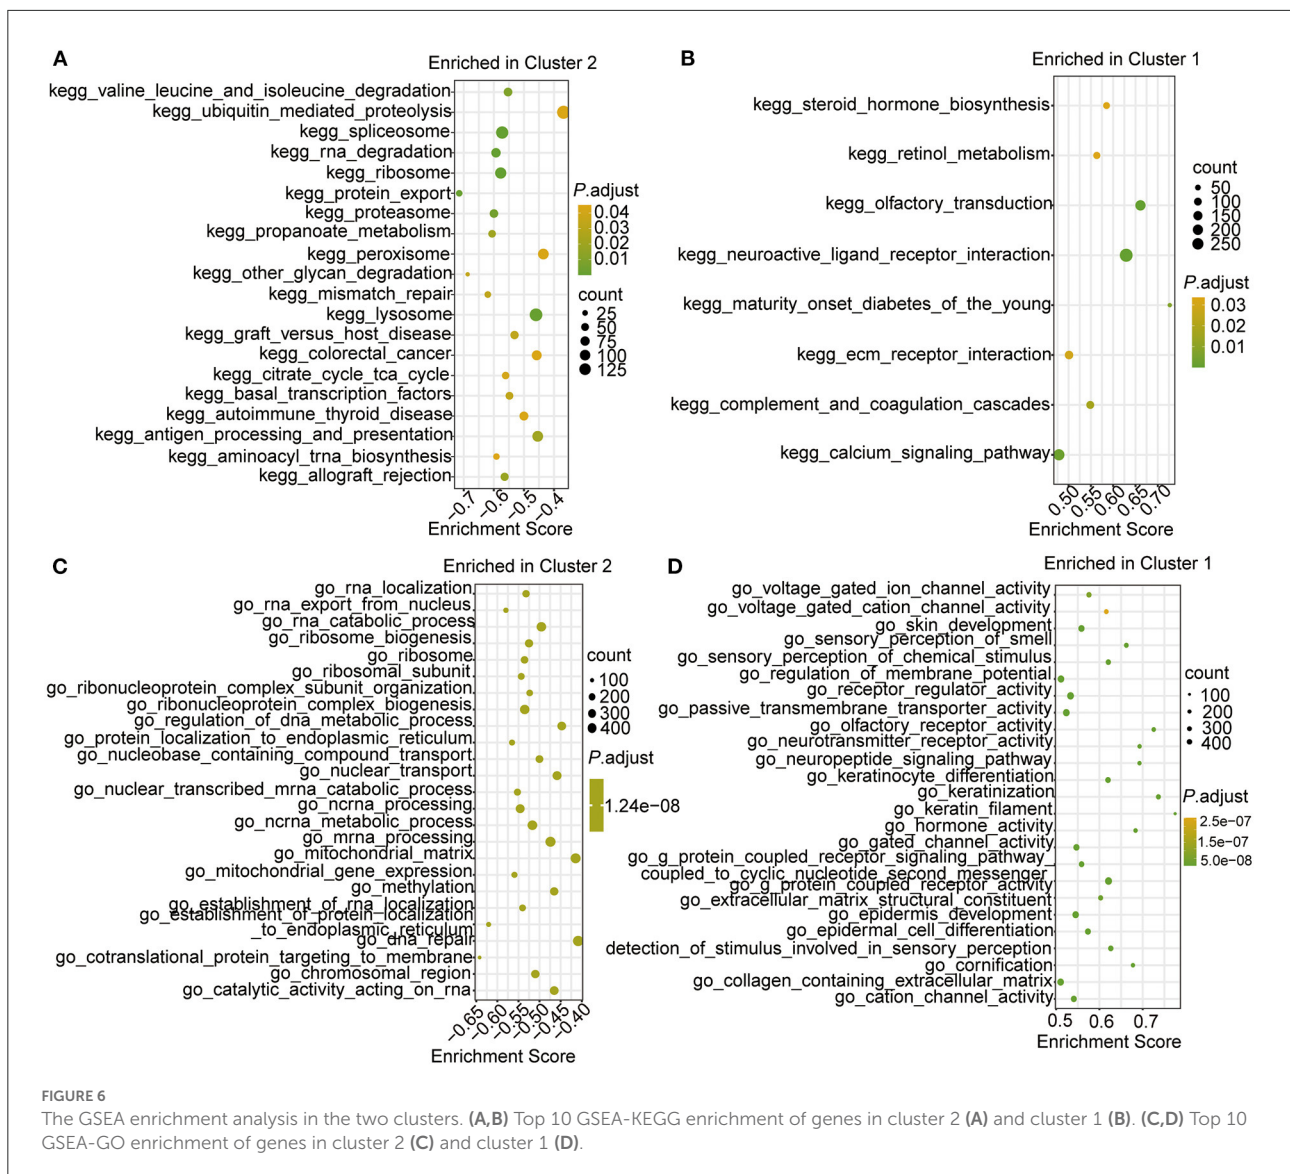 A
Enriched in Cluster 2
kegg_valine_leucine_and_isoleucine_degradation
kegg_ubiquitin_mediated_proteolysis
kegg_spliceosome
kegg_rna_degradation
kegg_ribosome
kegg_protein_export
kegg_proteasome
kegg_propanoate_metabolism
kegg_peroxisome
kegg_other_glycan_degradation
kegg_mismatch_repair
kegg_lysosome
kegg_graft_versus_host_disease
kegg_colorectal_cancer
kegg_citrate_cycle_tca_cycle
kegg_basal_transcription_factors
kegg_autoimmune_thyroid_disease
kegg_antigen_processing_and_presentation
kegg_aminoacyl_trna_biosynthesis
kegg_allograft_rejection
−0.7
−0.6
−0.5
−0.4
Enrichment Score
P.adjust
0.04
0.03
0.02
0.01
count
25
50
75
100
125
B
Enriched in Cluster 1
kegg_steroid_hormone_biosynthesis
kegg_retinol_metabolism
kegg_olfactory_transduction
kegg_neuroactive_ligand_receptor_interaction
kegg_maturity_onset_diabetes_of_the_young
kegg_ecm_receptor_interaction
kegg_complement_and_coagulation_cascades
kegg_calcium_signaling_pathway
0.50
0.55
0.60
0.65
0.70
Enrichment Score
count
50
100
150
200
250
P.adjust
0.03
0.02
0.01
C
Enriched in Cluster 2
go_rna_localization
go_rna_export_from_nucleus
go_rna_catabolic_process
go_ribosome_biogenesis
go_ribosome
go_ribosomal_subunit
go_ribonucleoprotein_complex_subunit_organization
go_ribonucleoprotein_complex_biogenesis
go_regulation_of_dna_metabolic_process
go_protein_localization_to_endoplasmic_reticulum
go_nucleobase_containing_compound_transport
go_nuclear_transport
go_nuclear_transcribed_mrna_catabolic_process
go_ncrna_processing
go_ncrna_metabolic_process
go_mrna_processing
go_mitochondrial_matrix
go_mitochondrial_gene_expression
go_methylation
go_establishment_of_rna_localization
go_establishment_of_protein_localization
_to_endoplasmic_reticulum
go_dna_repair
go_cotranslational_protein_targeting_to_membrane
go_chromosomal_region
go_catalytic_activity_acting_on_rna
−0.65
−0.60
−0.55
−0.50
−0.45
−0.40
Enrichment Score
count
100
200
300
400
P.adjust
1.24e−08
D
Enriched in Cluster 1
go_voltage_gated_ion_channel_activity
go_voltage_gated_cation_channel_activity
go_skin_development
go_sensory_perception_of_smell
go_sensory_perception_of_chemical_stimulus
go_regulation_of_membrane_potential
go_receptor_regulator_activity
go_passive_transmembrane_transporter_activity
go_olfactory_receptor_activity
go_neurotransmitter_receptor_activity
go_neuropeptide_signaling_pathway
go_keratinocyte_differentiation
go_keratinization
go_keratin_filament
go_hormone_activity
go_gated_channel_activity
go_g_protein_coupled_receptor_signaling_pathway_
coupled_to_cyclic_nucleotide_second_messenger
go_g_protein_coupled_receptor_activity
go_extracellular_matrix_structural_constituent
go_epidermis_development
go_epidermal_cell_differentiation
detection_of_stimulus_involved_in_sensory_perception
go_cornification
go_collagen_containing_extracellular_matrix
go_cation_channel_activity
0.5
0.6
0.7
Enrichment Score
count
100
200
300
400
P.adjust
2.5e−07
1.5e−07
5.0e−08
FIGURE 6
The GSEA enrichment analysis in the two clusters. (A,B) Top 10 GSEA-KEGG enrichment of genes in cluster 2 (A) and cluster 1 (B). (C,D) Top 10
GSEA-GO enrichment of genes in cluster 2 (C) and cluster 1 (D).